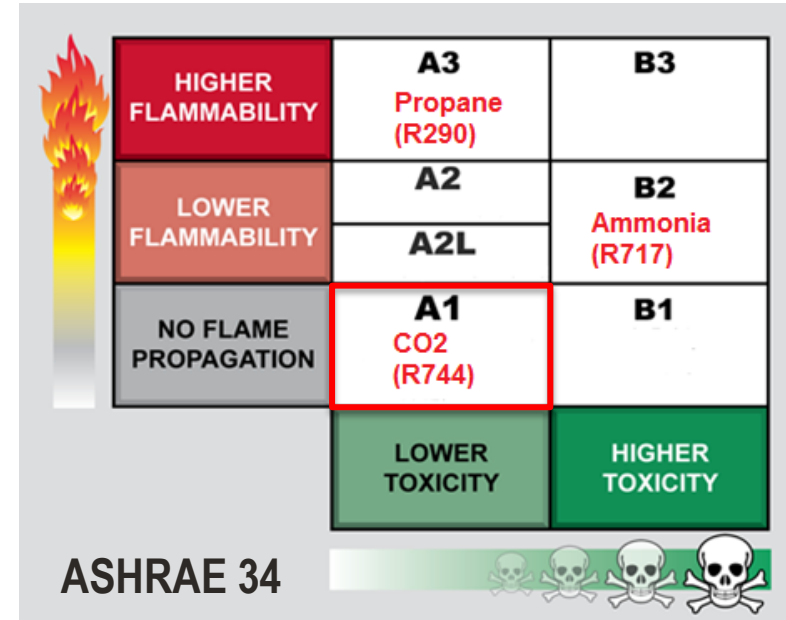 HIGHER
FLAMMABILITY
A3
Propane
(R290)
B3
LOWER
FLAMMABILITY
A2
A2L
B2
Ammonia
(R717)
NO FLAME
PROPAGATION
A1
CO2
(R744)
B1
LOWER
TOXICITY
HIGHER
TOXICITY
ASHRAE 34